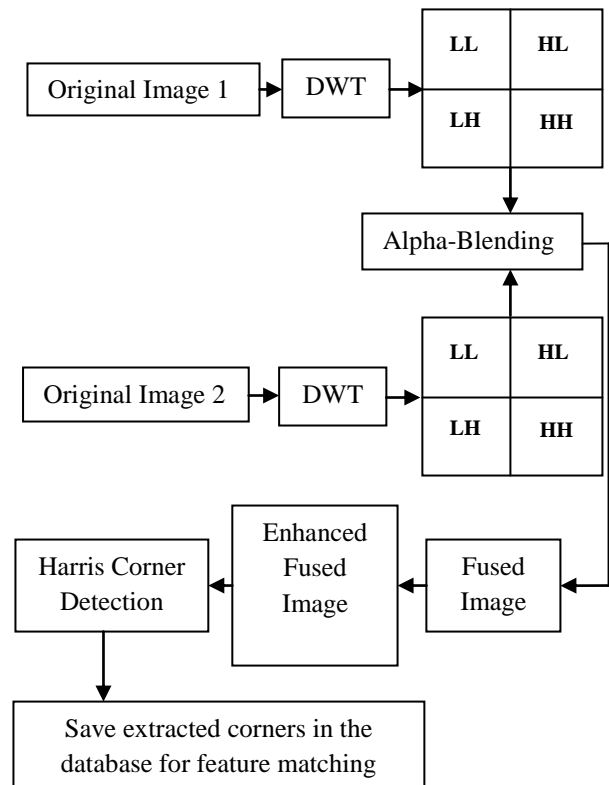 LL HL
Original Image 1 DWT
LH HH
Alpha-Blending
LL HL
Original Image 2 DWT
LH HH
Enhanced
Fused
Image
Harris Corner
Detection
Fused
Image
Save extracted corners in the
database for feature matching